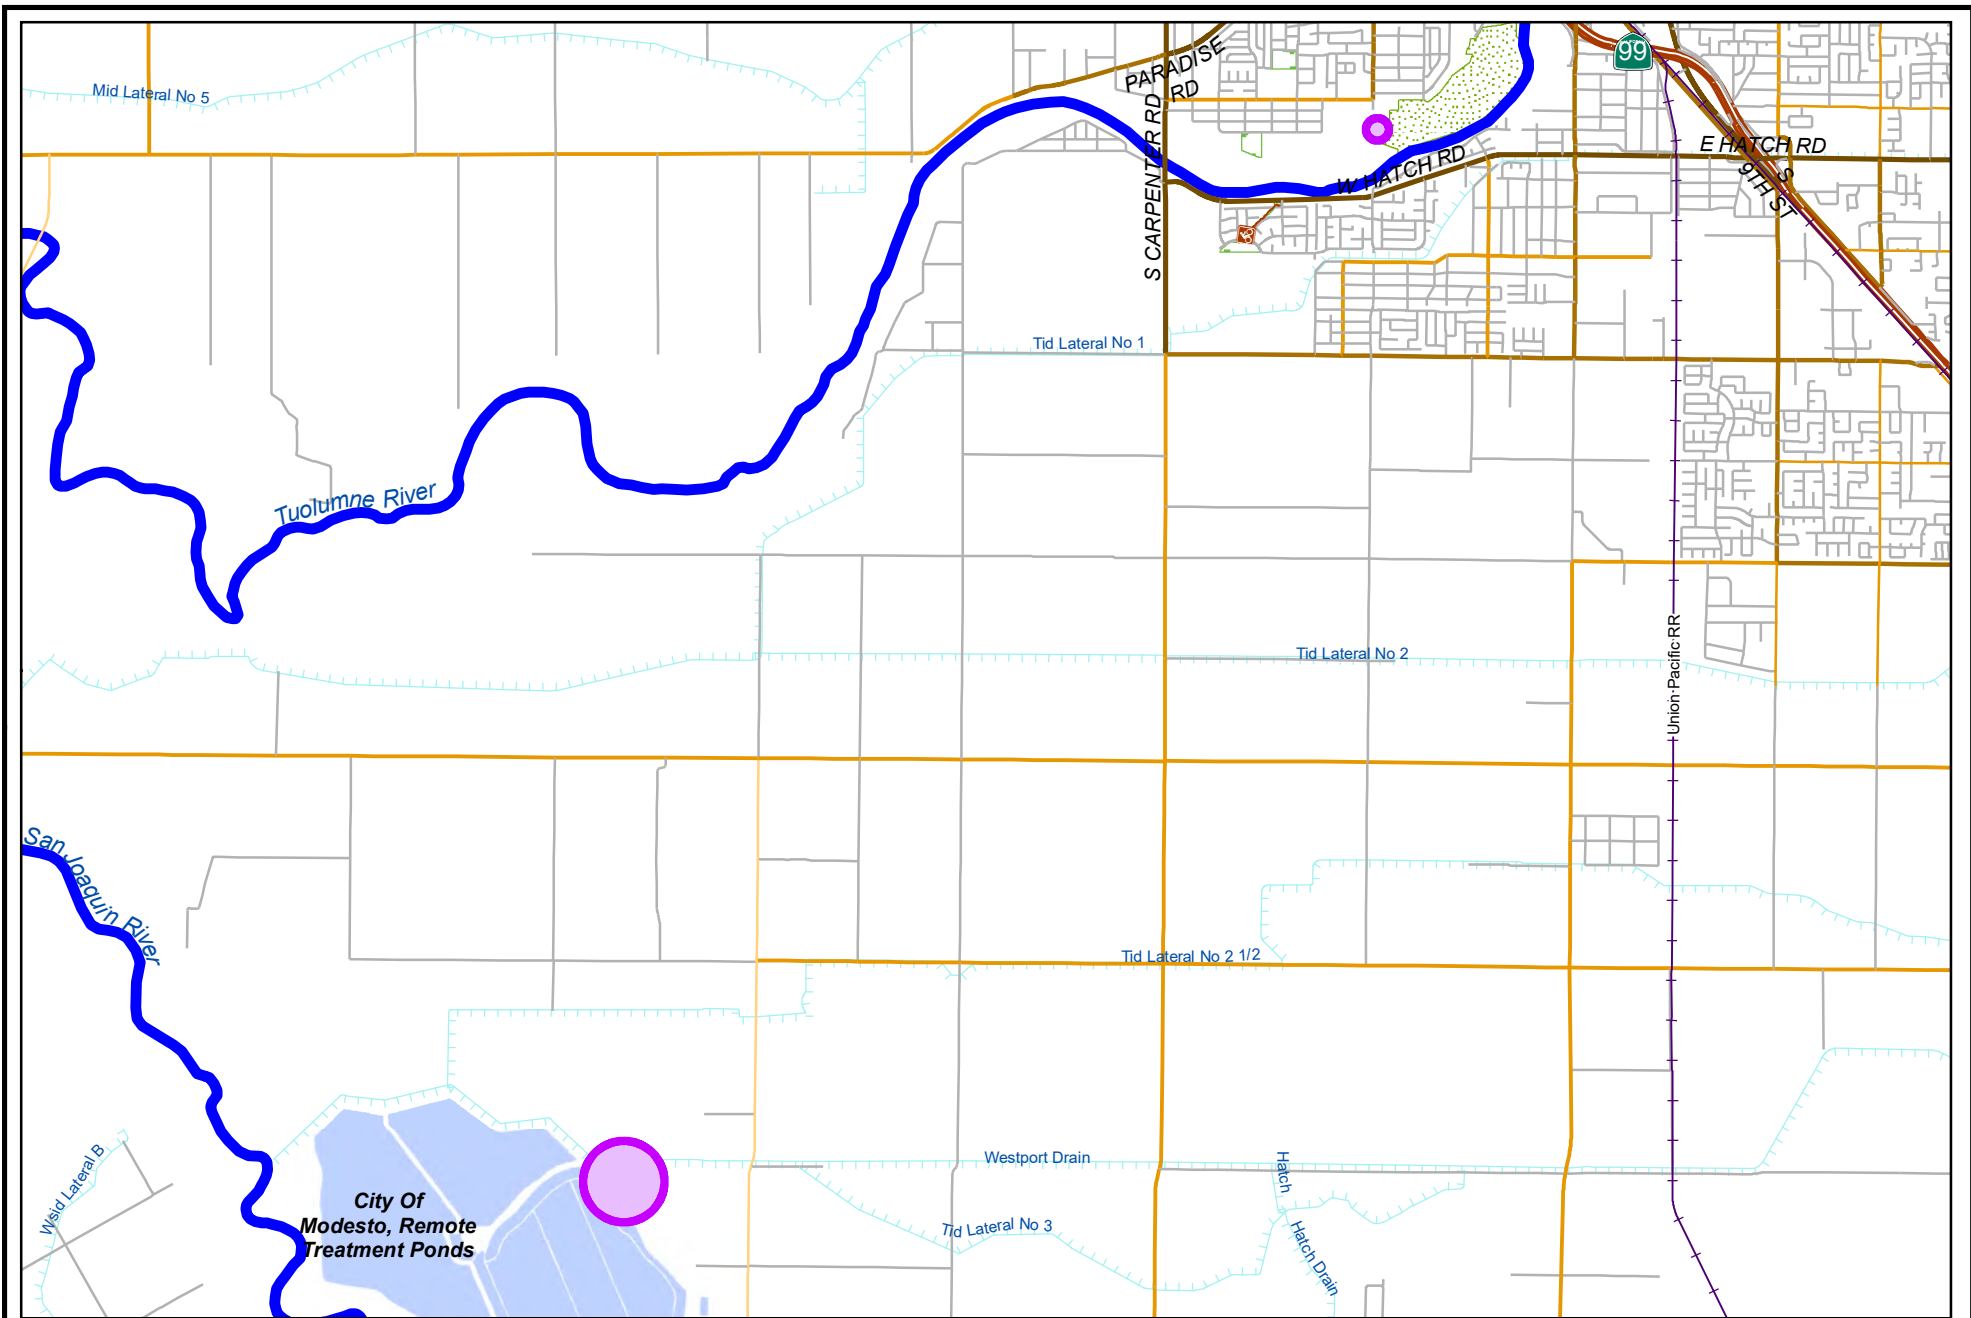 99
Mid Lateral No 5
PARADISE
RD
E HATCH RD
W HATCH RD
S
9TH ST
S CARPENTER RD
Tid Lateral No 1
Tuolumne River
Tid Lateral No 2
Union Pacific RR
San Joaquin River
Tid Lateral No 2 1/2
Westport Drain
Hatch
Wsid Lateral B
City Of
Modesto, Remote
Treatment Ponds
Tid Lateral No 3
Hatch Drain